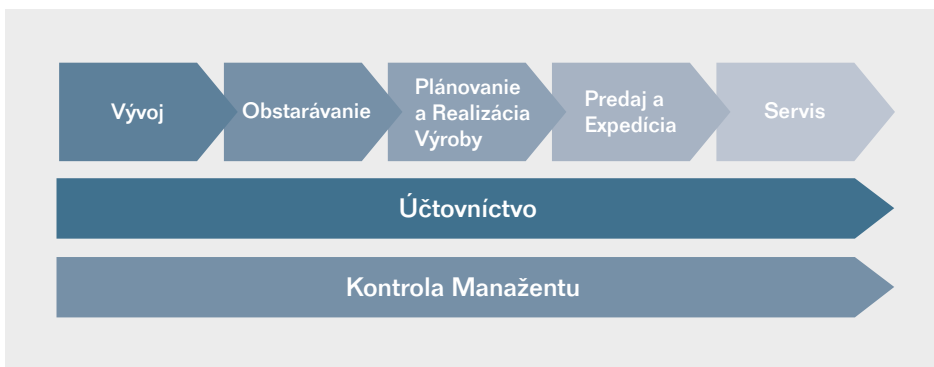 Vývoj
Obstarávanie
Plánovanie
a Realizácia
Výroby
Predaj a
Expedícia
Servis
Účtovníctvo
Kontrola Manažentu